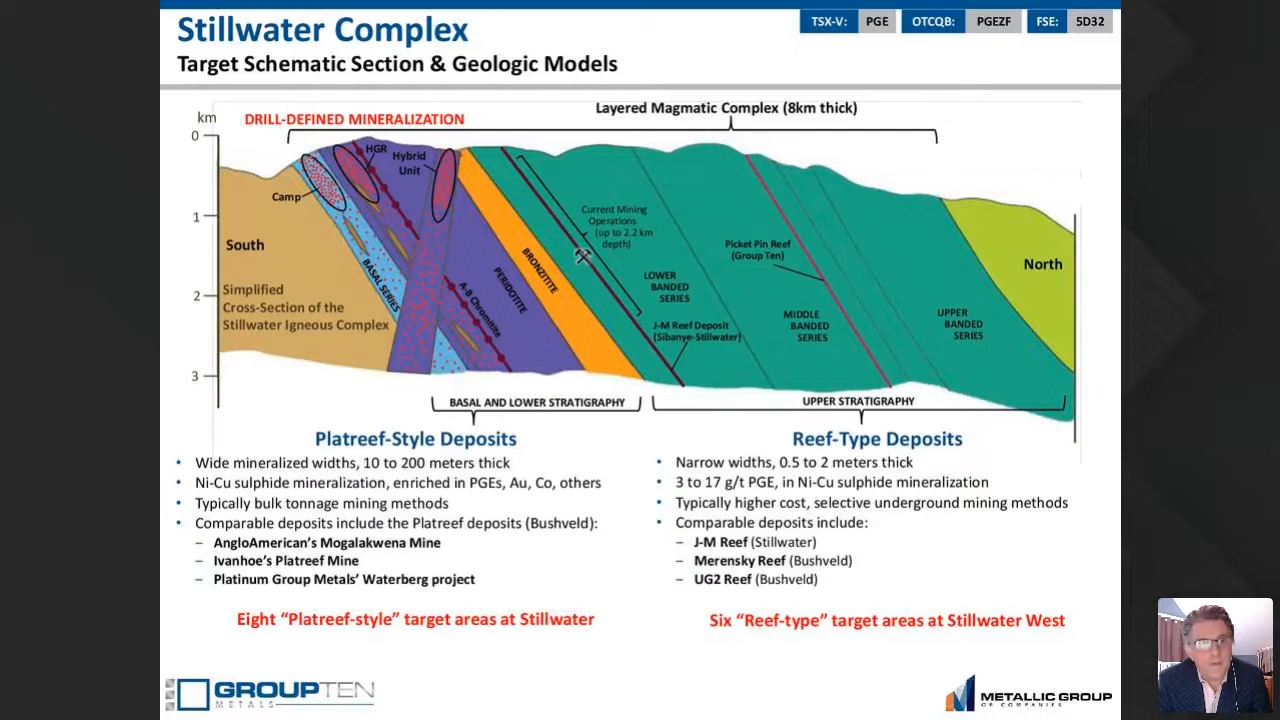 Stillwater Complex
TSX-V: PGE OTCQB: PGEZF FSE: 5D32
Target Schematic Section & Geologic Models
km
DRILL-DEFINED MINERALIZATION
Layered Magmatic Complex (8km thick)
0
1
2
3
HGR
Hybrid
Unit
Camp
South
Simplified
Cross-Section of the
Stillwater Igneous Complex
BASAL SERIES
A-B Chromitite
PERIDOTITE
BRONZITITE
Current Mining
Operations
(up to 2.2 km
depth)
LOWER
BANDED
SERIES
J-M Reef Deposit
(Sibanye-Stillwater)
Picket Pin Reef
(Group Ten)
MIDDLE
BANDED
SERIES
UPPER
BANDED
SERIES
North
BASAL AND LOWER STRATIGRAPHY
UPPER STRATIGRAPHY
Platreef-Style Deposits
• Wide mineralized widths, 10 to 200 meters thick
• Ni-Cu sulphide mineralization, enriched in PGEs, Au, Co, others
• Typically bulk tonnage mining methods
• Comparable deposits include the Platreef deposits (Bushveld):
– AngloAmerican's Mogalakwena Mine
– Ivanhoe's Platreef Mine
– Platinum Group Metals' Waterberg project
Eight “Platreef-style” target areas at Stillwater
Reef-Type Deposits
• Narrow widths, 0.5 to 2 meters thick
• 3 to 17 g/t PGE, in Ni-Cu sulphide mineralization
• Typically higher cost, selective underground mining methods
• Comparable deposits include:
– J-M Reef (Stillwater)
– Merensky Reef (Bushveld)
– UG2 Reef (Bushveld)
Six “Reef-type” target areas at Stillwater West
GROUP TEN
METALS
METALLIC GROUP
OF COMPANIES